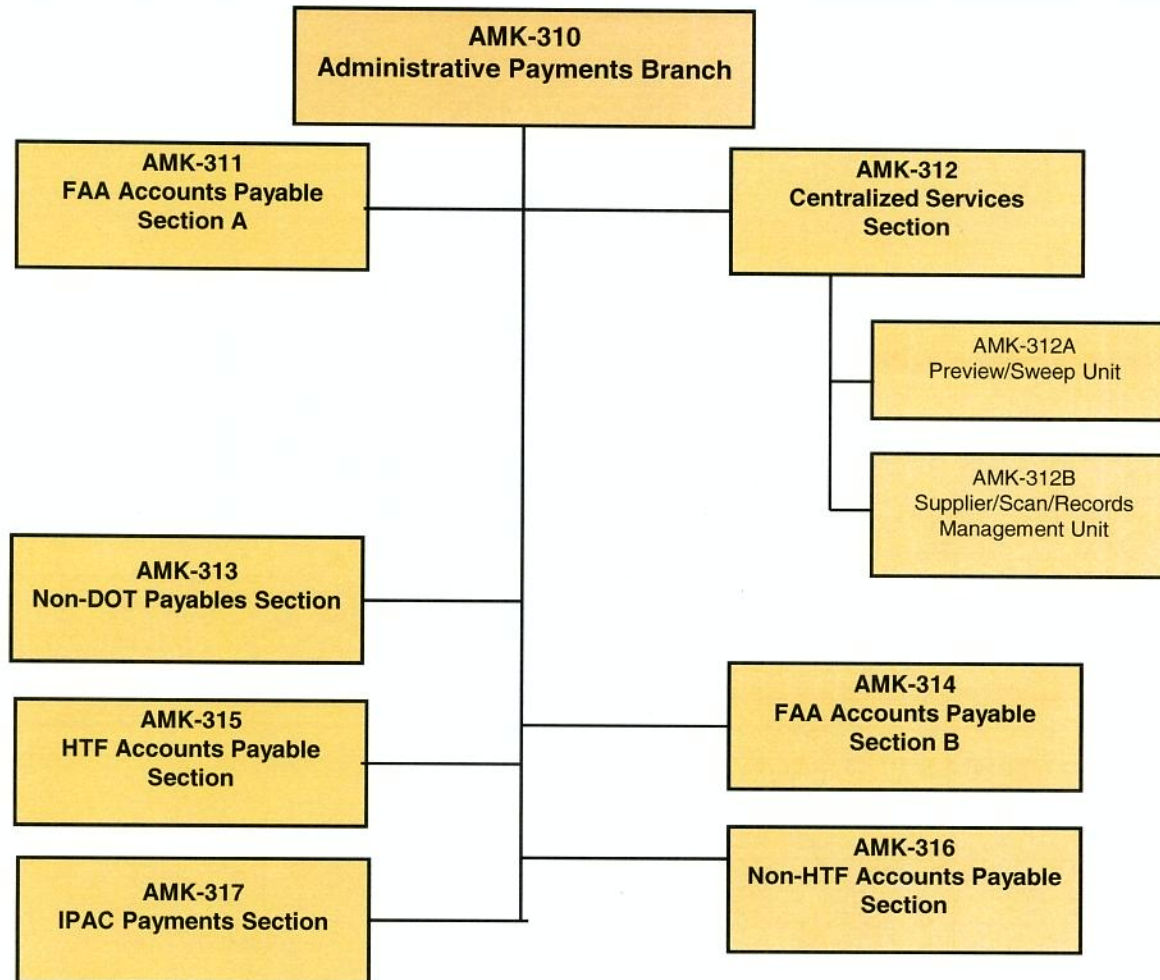 AMK-310
Administrative Payments Branch
AMK-311
FAA Accounts Payable
Section A
AMK-312
Centralized Services
Section
AMK-312A
Preview/Sweep Unit
AMK-312B
Supplier/Scan/Records
Management Unit
AMK-313
Non-DOT Payables Section
AMK-314
FAA Accounts Payable
Section B
AMK-315
HTF Accounts Payable
Section
AMK-316
Non-HTF Accounts Payable
Section
AMK-317
IPAC Payments Section